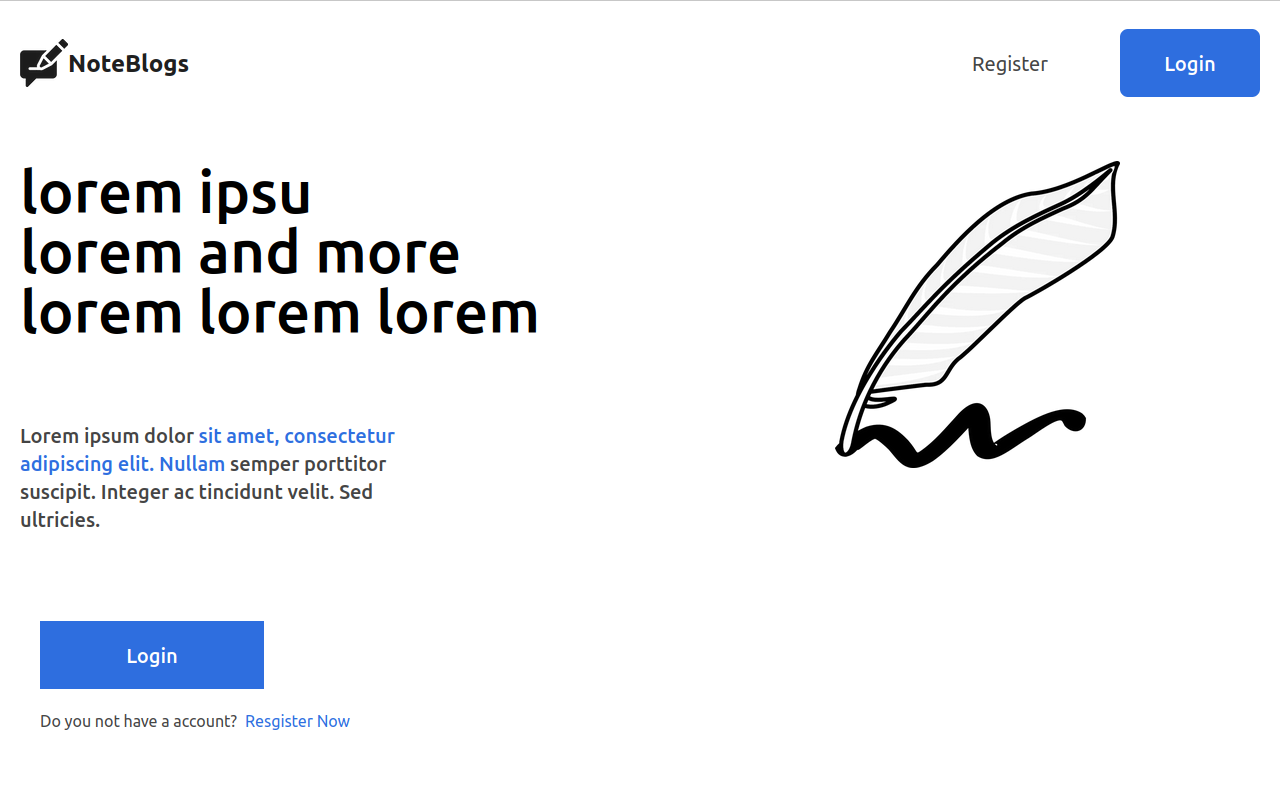 NoteBlogs
Register
Login
lorem ipsu
lorem and more
lorem lorem lorem
Lorem ipsum dolor sit amet, consectetur
adipiscing elit. Nullam semper porttitor
suscipit. Integer ac tincidunt velit. Sed
ultricies.
Login
Do you not have a account? Resgister Now